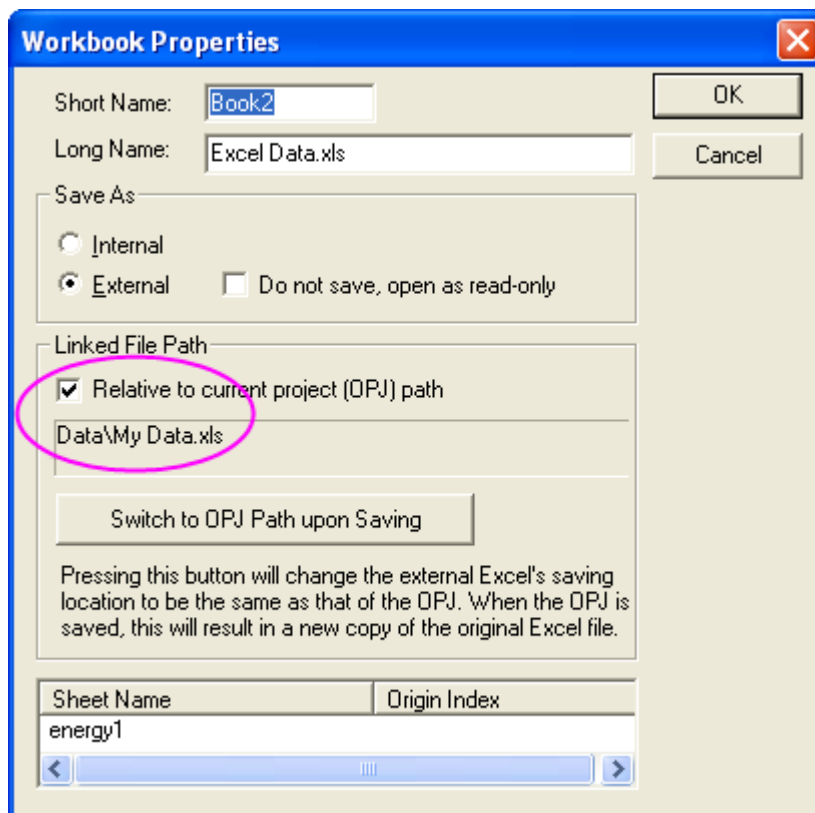 Workbook Properties
Short Name: Book2
OK
Long Name: Excel Data.xls
Cancel
Save As
Internal
External Do not save, open as read-only
Linked File Path
Relative to current project (OPJ) path
Data\My Data.xls
Switch to OPJ Path upon Saving
Pressing this button will change the external Excel's saving
location to be the same as that of the OPJ. When the OPJ is
saved, this will result in a new copy of the original Excel file.
Sheet Name Origin Index
energy1